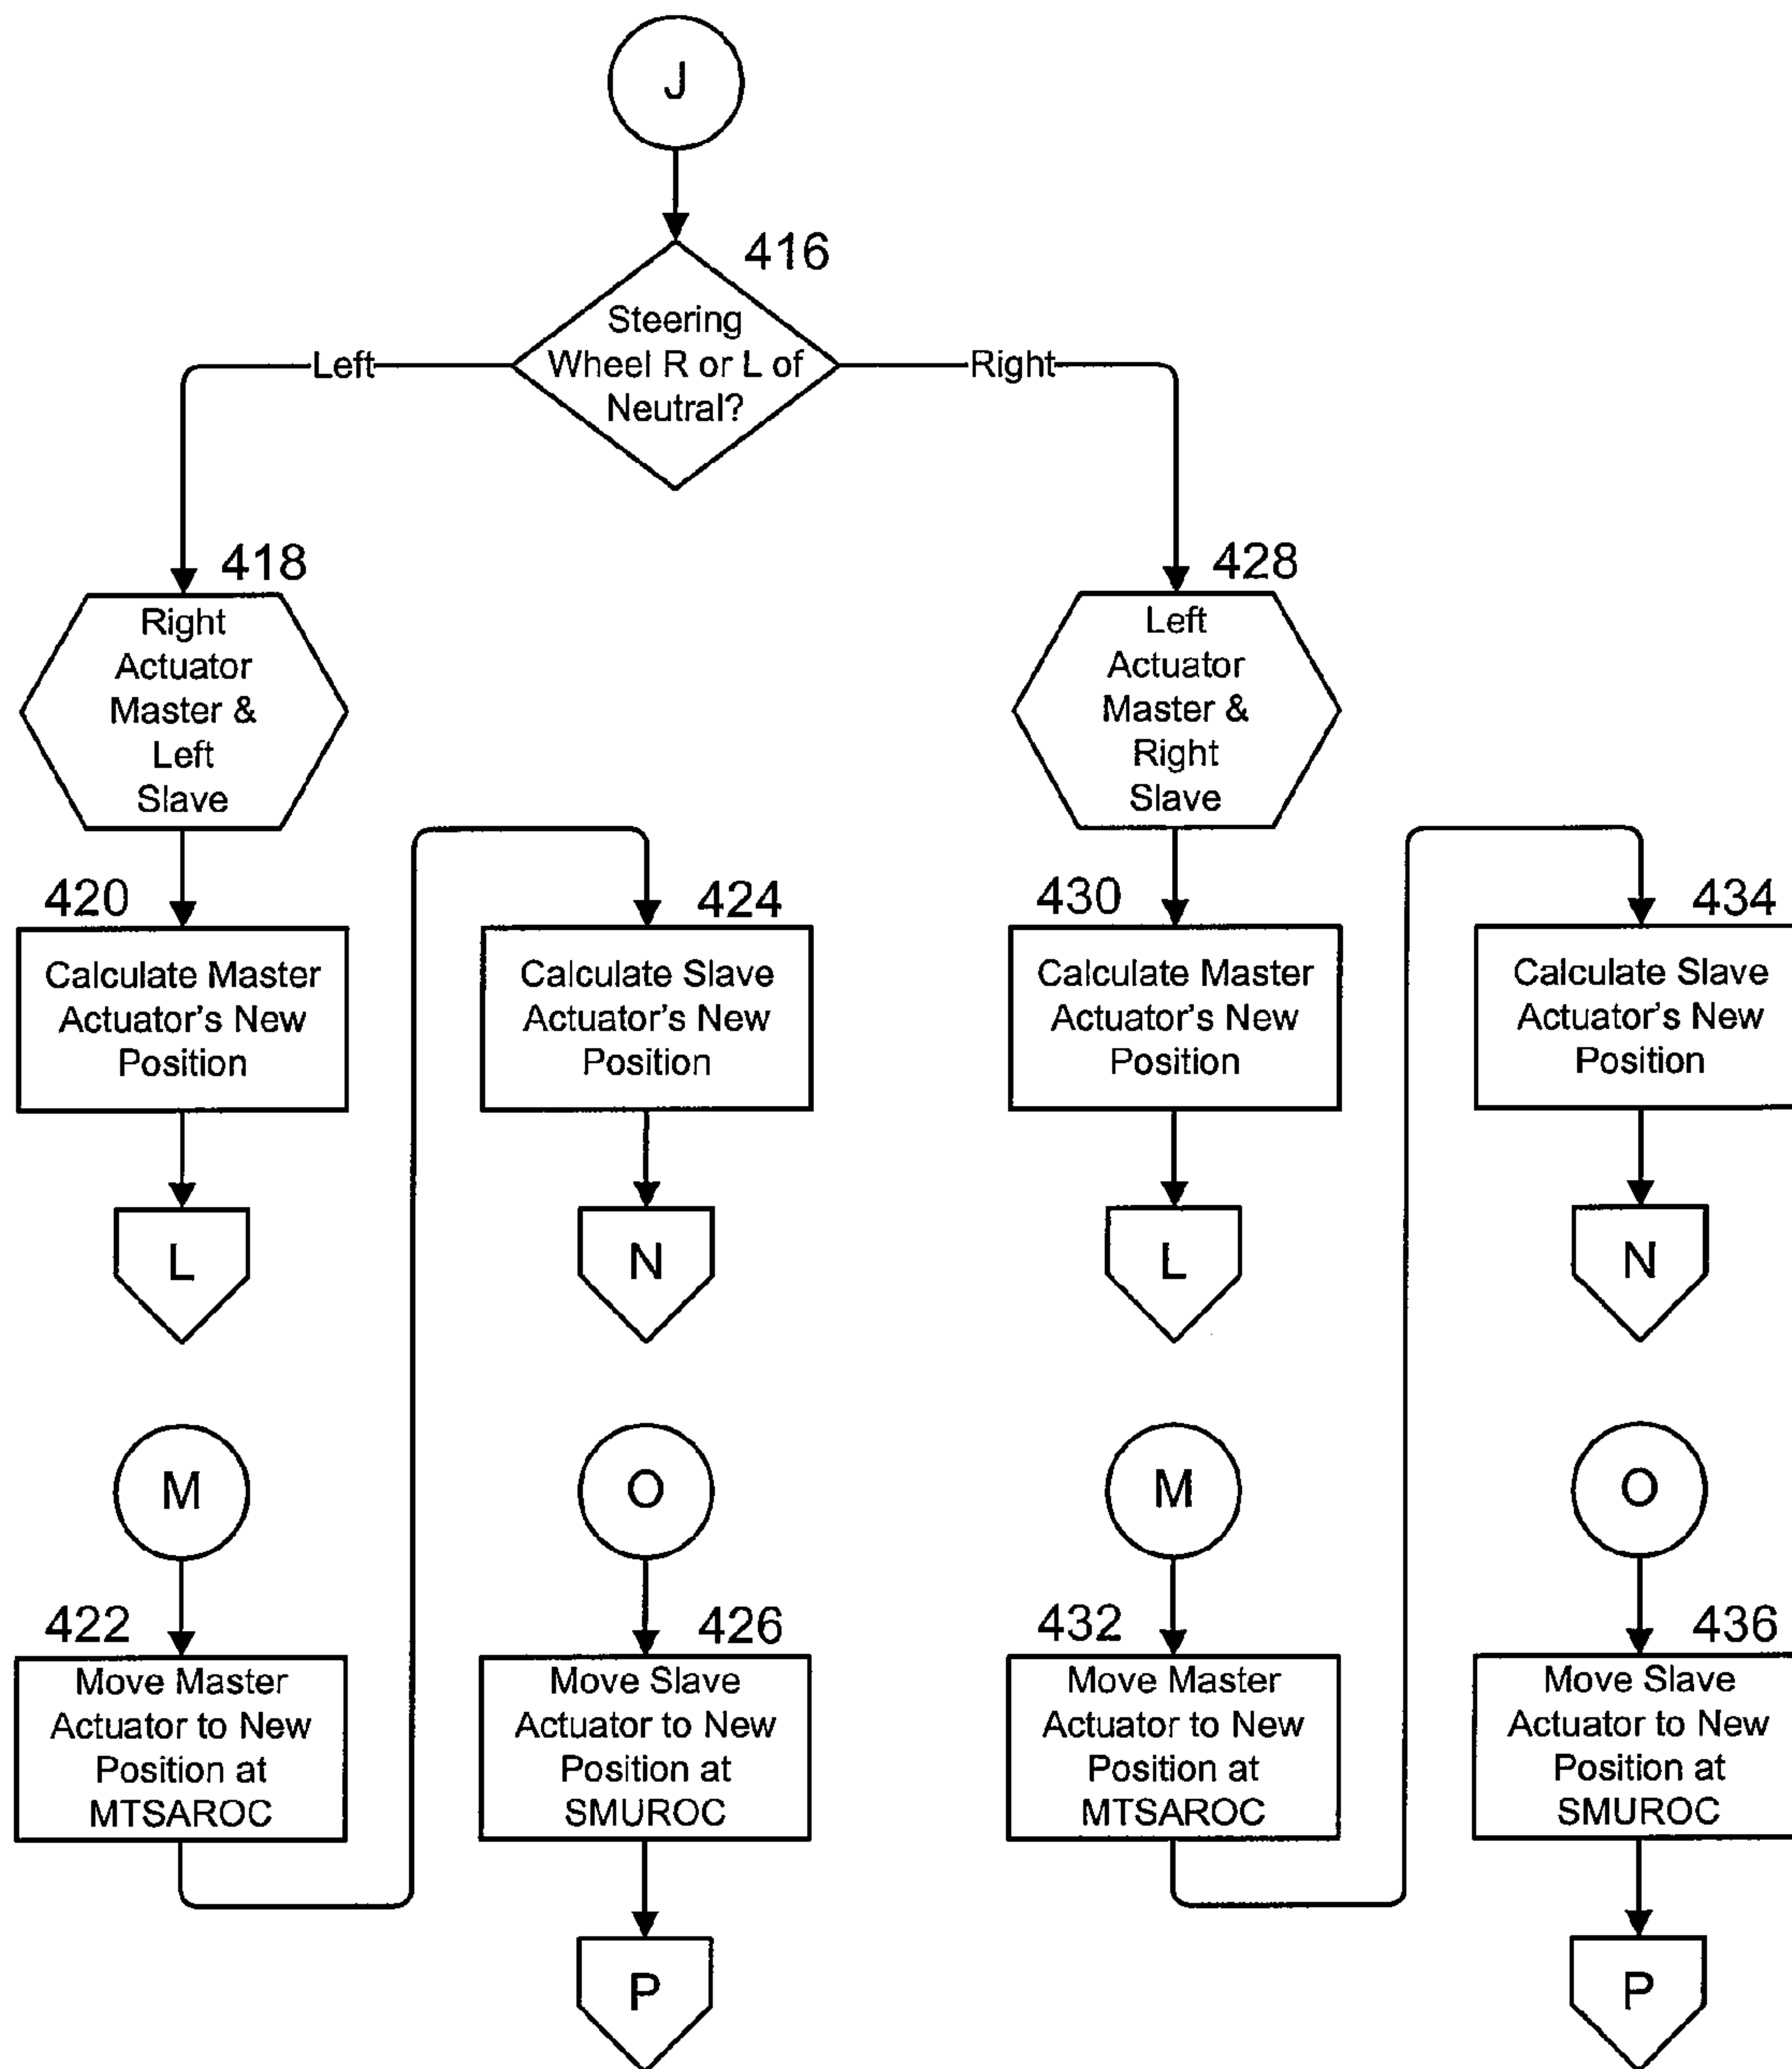 J
416
Steering
Wheel R or L of
Neutral?
Left
Right
418
Right
Actuator
Master &
Left
Slave
428
Left
Actuator
Master &
Right
Slave
420
Calculate Master
Actuator's New
Position
424
Calculate Slave
Actuator's New
Position
430
Calculate Master
Actuator's New
Position
434
Calculate Slave
Actuator's New
Position
L
N
L
N
M
O
M
O
422
Move Master
Actuator to New
Position at
MTSAROC
426
Move Slave
Actuator to New
Position at
SMUROC
432
Move Master
Actuator to New
Position at
MTSAROC
436
Move Slave
Actuator to New
Position at
SMUROC
P
P